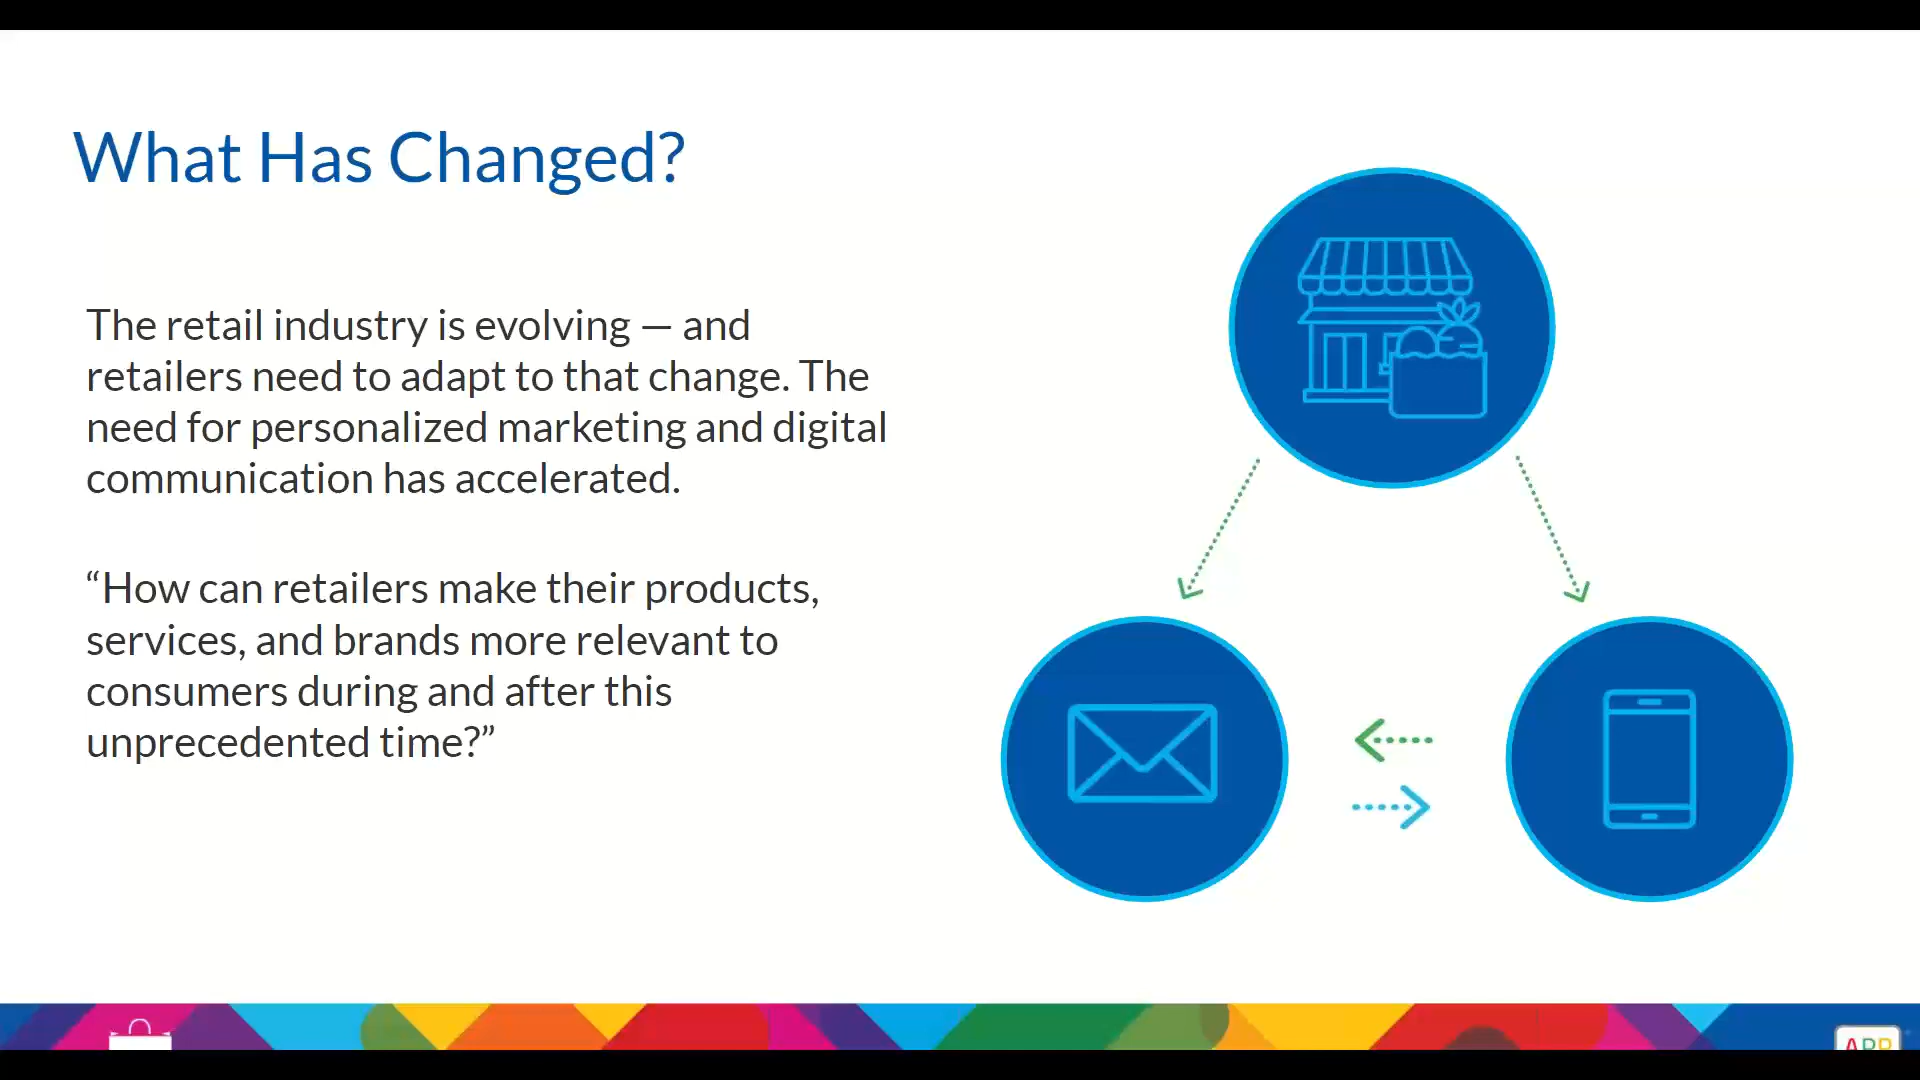 What Has Changed?
The retail industry is evolving — and
retailers need to adapt to that change. The
need for personalized marketing and digital
communication has accelerated.
“How can retailers make their products,
services, and brands more relevant to
consumers during and after this
unprecedented time?”